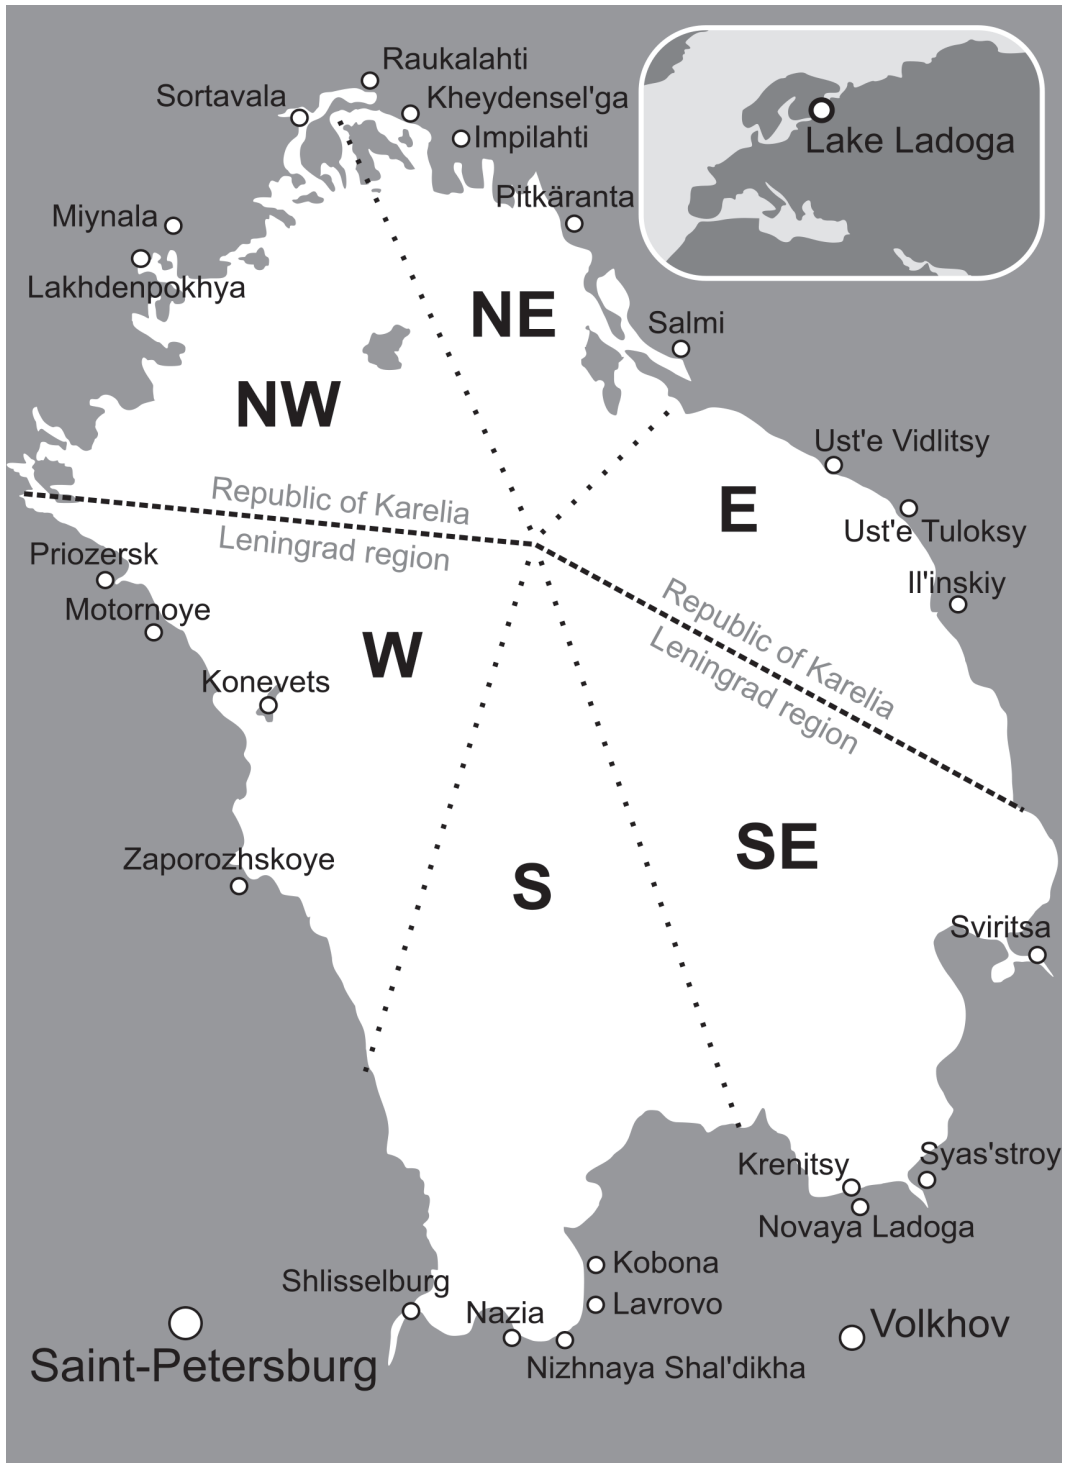 Raukalahti
Sortavala
Kheydensel'ga
Impilahti
Lake Ladoga
Pitkäranta
Miynala
Lakhdenpokhya
NE
Salmi
NW
Ust'e Vidlitsy
Republic of Karelia
Leningrad region
E
Ust'e Tuloksy
Priozersk
Il'inskiy
Motornoye
Republic of Karelia
Leningrad region
W
Konevets
SE
Zaporozhskoye
S
Sviritsa
Krenitsy
Syas'stroy
Novaya Ladoga
Kobona
Shlisselburg
Lavrovo
Nazia
Volkhov
Saint-Petersburg
Nizhnaya Shal'dikha